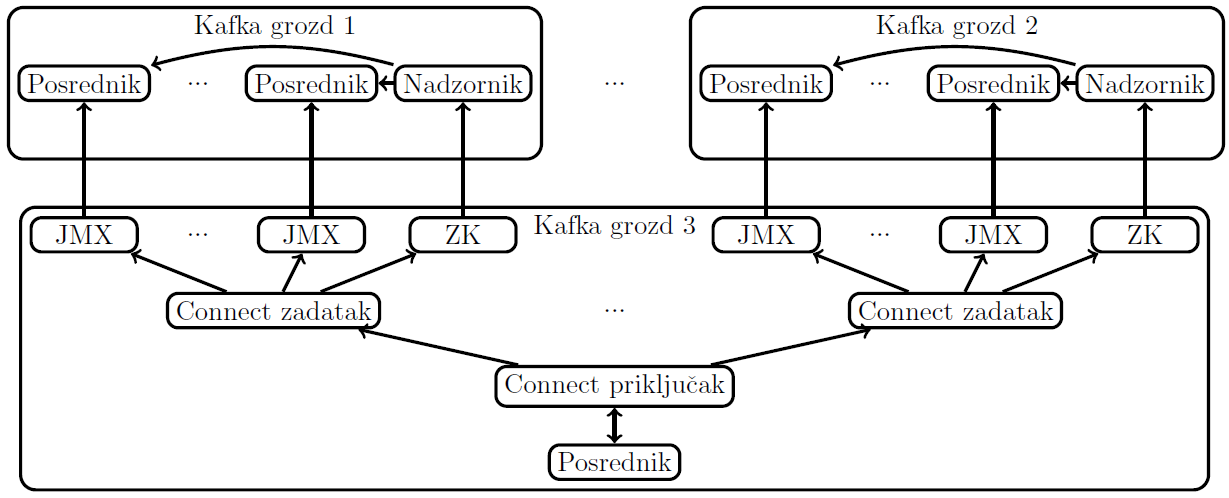 Kafka grozd 1
Kafka grozd 2
Posrednik ... Posrednik Nadzornik ... Posrednik ... Posrednik Nadzornik
Kafka grozd 3
JMX ... JMX ZK JMX ... JMX ZK
Connect zadatak ... Connect zadatak
Connect priključak
Posrednik